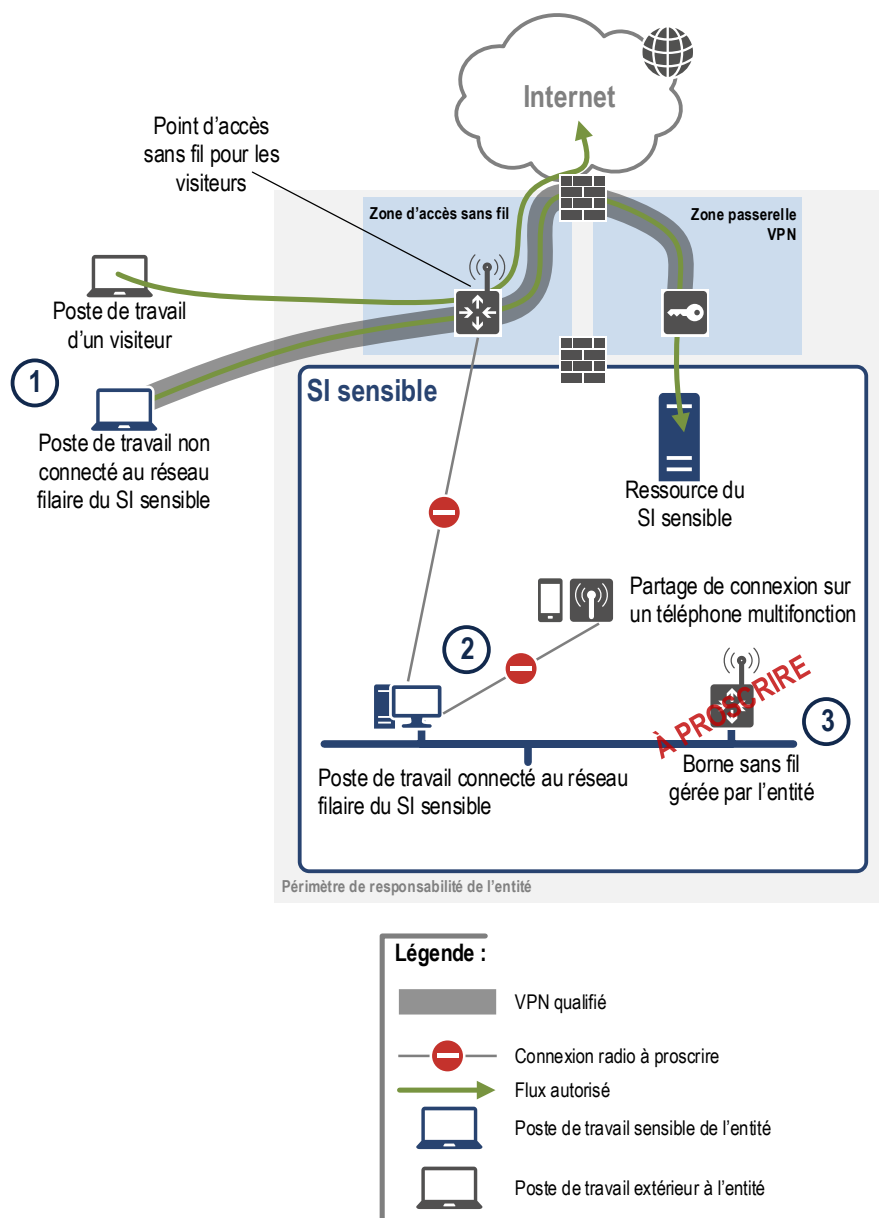 Internet
Point d'accès
sans fil pour les
visiteurs
Zone d'accès sans fil
Zone passerelle
VPN
Poste de travail
d'un visiteur
1
SI sensible
Poste de travail non
connecté au réseau
filaire du SI sensible
Ressource du
SI sensible
Partage de connexion sur
un téléphone multifonction
2
À PROSCRIRE
3
Poste de travail connecté au réseau
filaire du SI sensible
Borne sans fil
gérée par l'entité
Périmètre de responsabilité de l'entité
Légende :
VPN qualifié
Connexion radio à proscrire
Flux autorisé
Poste de travail sensible de l'entité
Poste de travail extérieur à l'entité